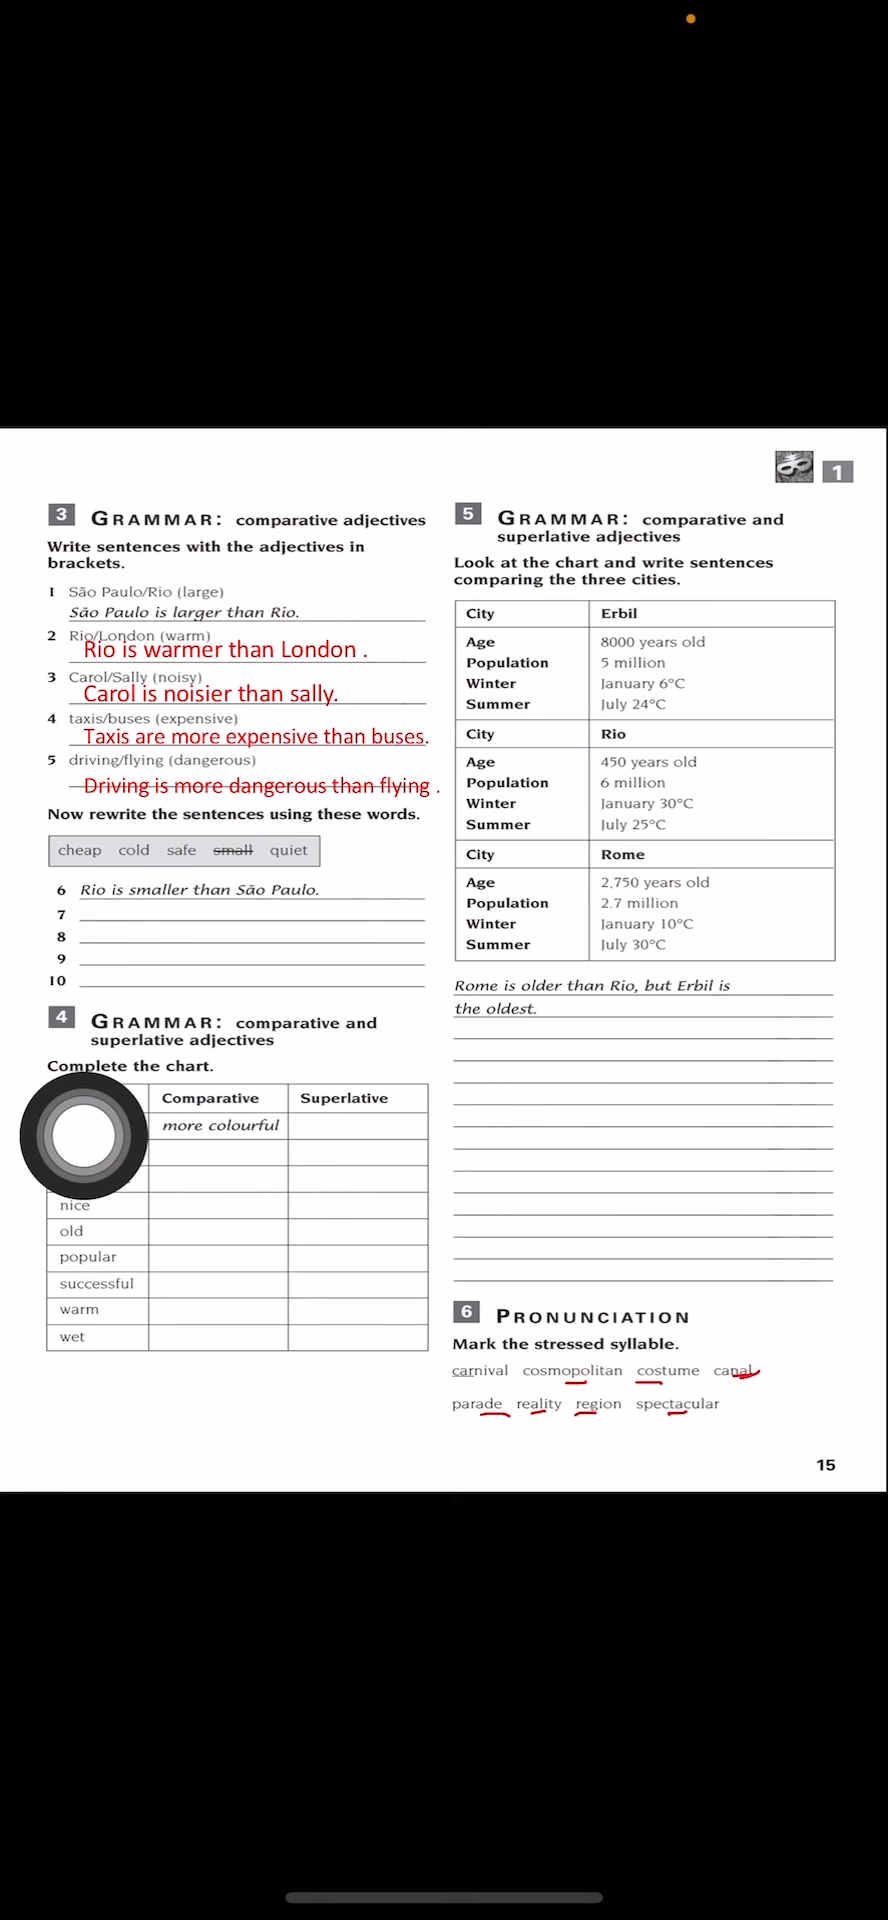 1
3 GRAMMAR: comparative adjectives
Write sentences with the adjectives in
brackets.
1 São Paulo/Rio (large)
São Paulo is larger than Rio.
2 Rio/London (warm)
Rio is warmer than London .
3 Carol/Sally (noisy)
Carol is noisier than sally.
4 taxis/buses (expensive)
Taxis are more expensive than buses.
5 driving/flying (dangerous)
Driving is more dangerous than flying .
Now rewrite the sentences using these words.
cheap cold safe small quiet
6 Rio is smaller than São Paulo.
7
8
9
10
4 GRAMMAR: comparative and
superlative adjectives
Complete the chart.
Comparative Superlative
more colourful
nice
old
popular
successful
warm
wet
5 GRAMMAR: comparative and
superlative adjectives
Look at the chart and write sentences
comparing the three cities.
City Erbil
Age 8000 years old
Population 5 million
Winter January 6°C
Summer July 24°C
City Rio
Age 450 years old
Population 6 million
Winter January 30°C
Summer July 25°C
City Rome
Age 2,750 years old
Population 2.7 million
Winter January 10°C
Summer July 30°C
Rome is older than Rio, but Erbil is
the oldest.
6 PRONUNCIATION
Mark the stressed syllable.
carnival cosmopolitan costume canal
parade reality region spectacular
15